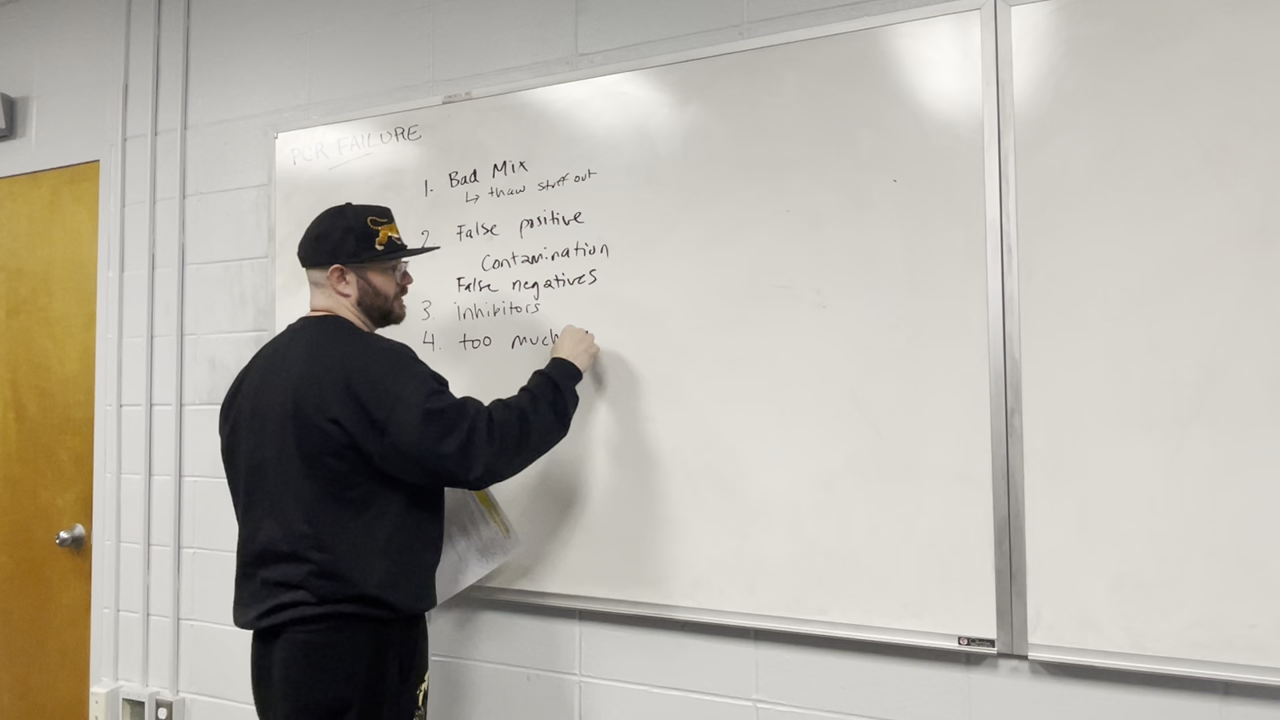 PCR FAILURE
1. Bad Mix
↳ thaw stuff out
2. False positive
Contamination
False negatives
3. inhibitors
4. too much